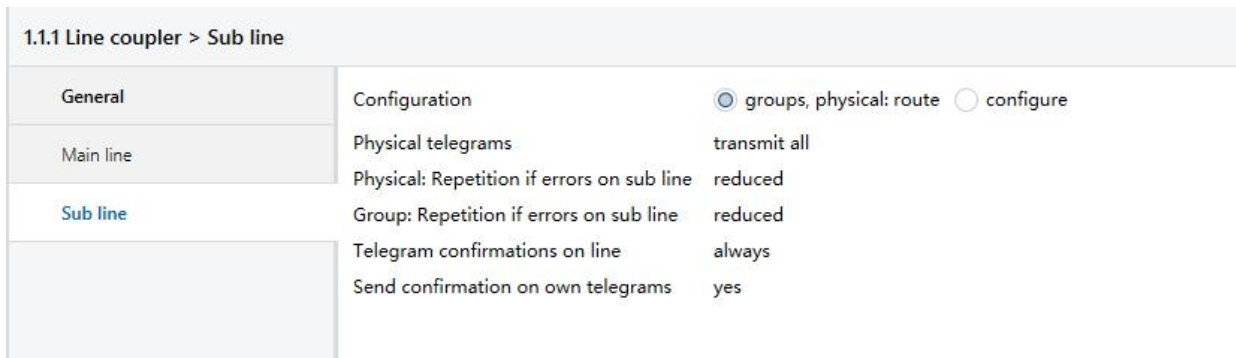 1.1.1 Line coupler > Sub line
General
Main line
Sub line
Configuration groups, physical: route configure
Physical telegrams transmit all
Physical: Repetition if errors on sub line reduced
Group: Repetition if errors on sub line reduced
Telegram confirmations on line always
Send confirmation on own telegrams yes